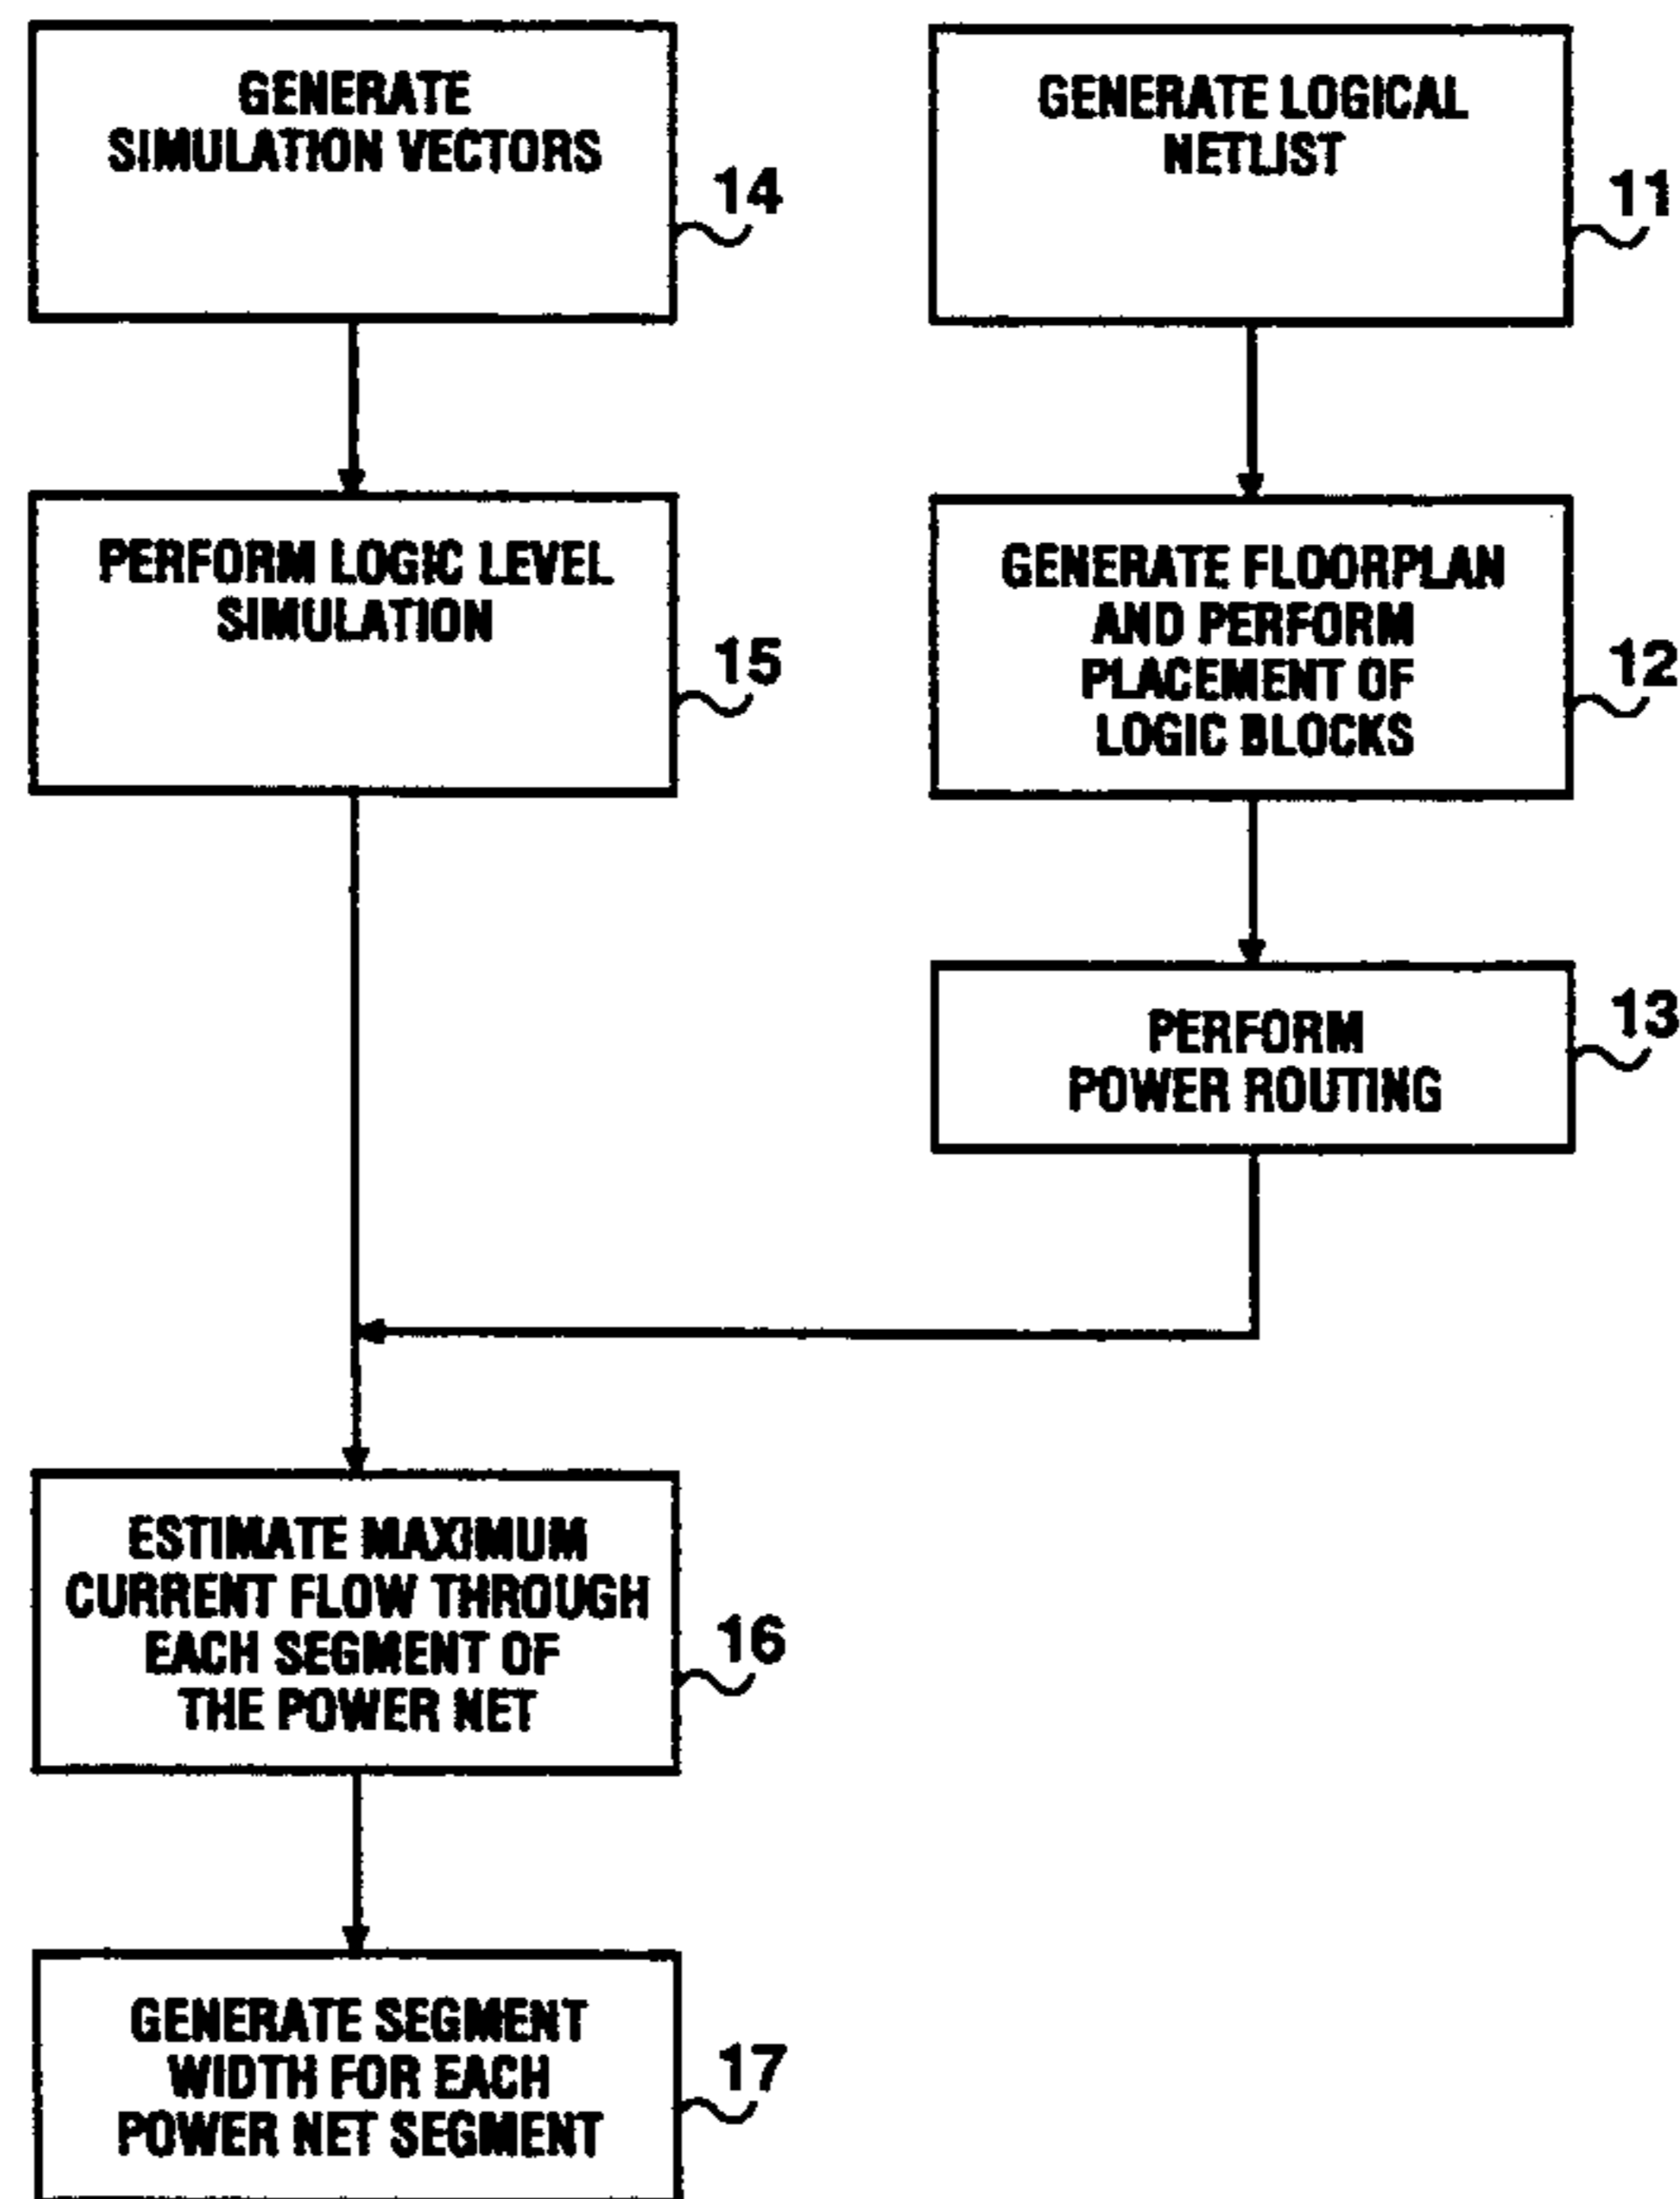 GENERATE
SIMULATION VECTORS
14
GENERATE LOGICAL
NETLIST
11
PERFORM LOGIC LEVEL
SIMULATION
15
GENERATE FLOORPLAN
AND PERFORM
PLACEMENT OF
LOGIC BLOCKS
12
PERFORM
POWER ROUTING
13
ESTIMATE MAXIMUM
CURRENT FLOW THROUGH
EACH SEGMENT OF
THE POWER NET
16
GENERATE SEGMENT
WIDTH FOR EACH
POWER NET SEGMENT
17